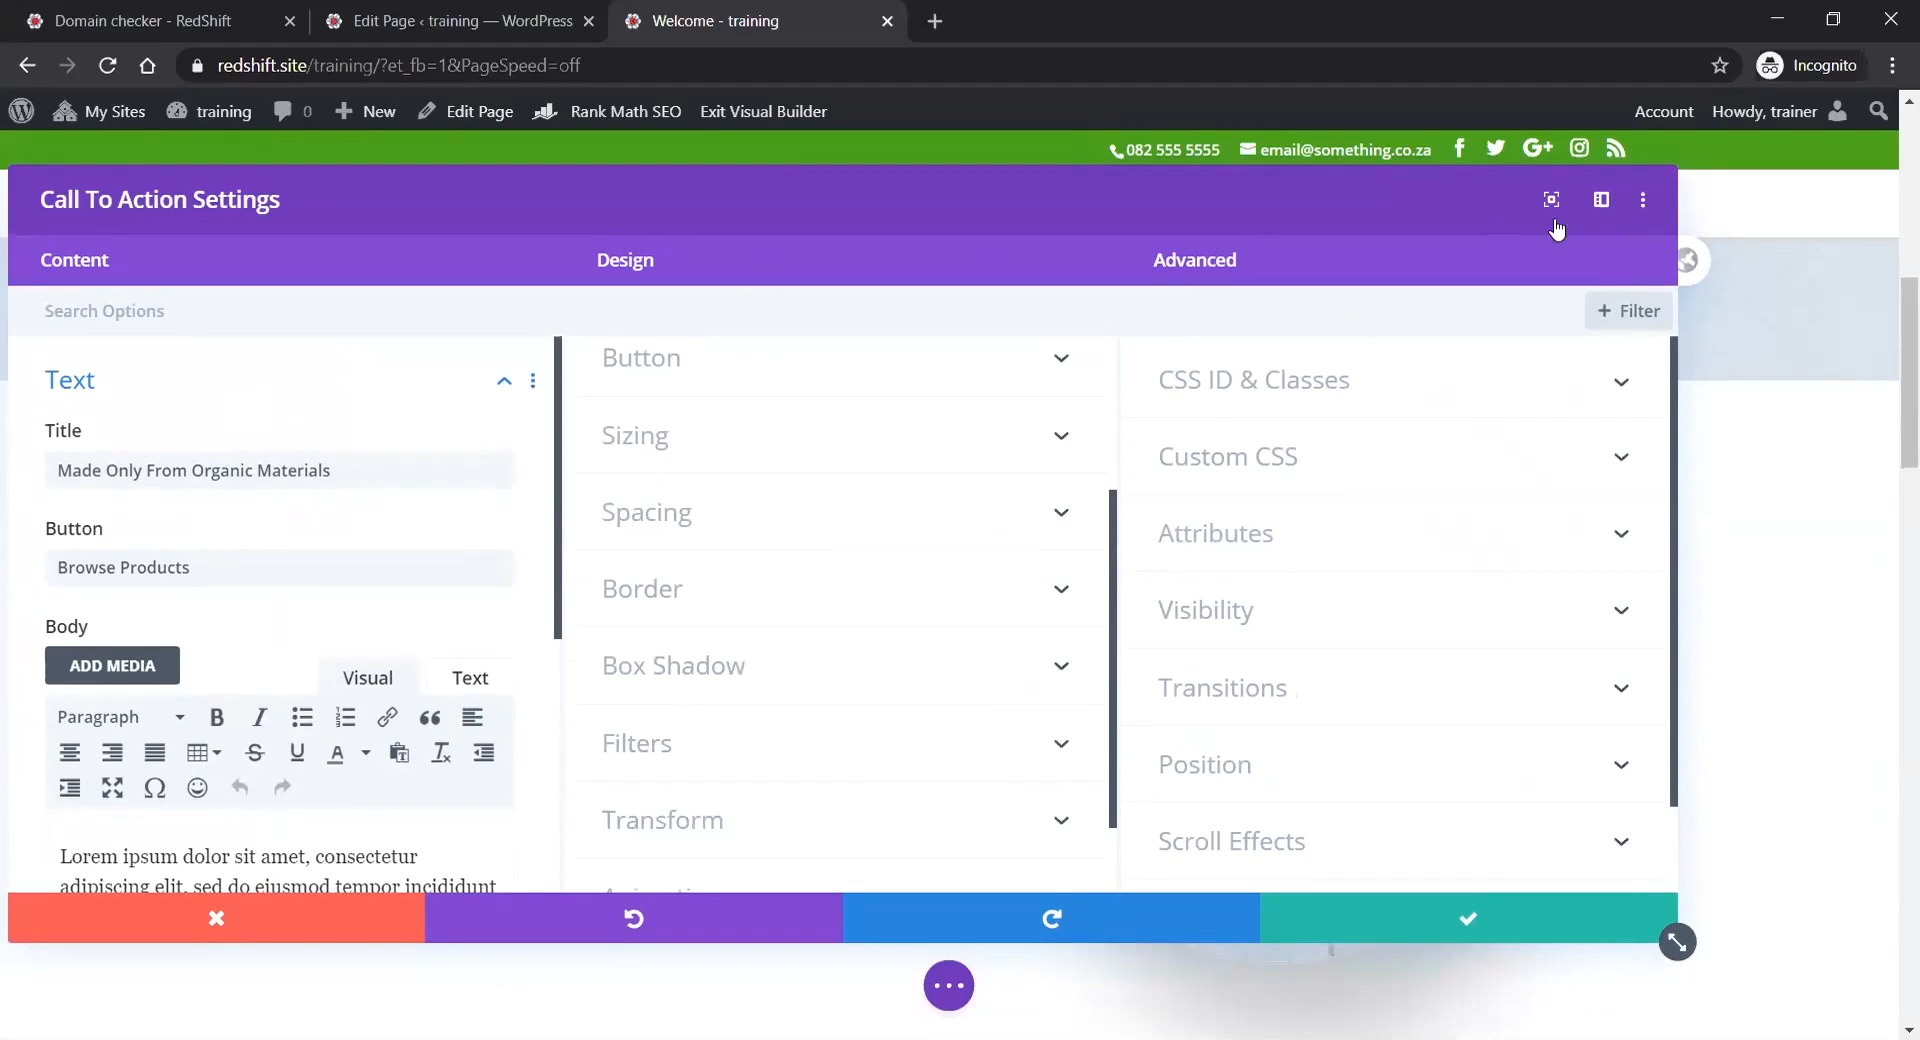 Domain checker - RedShift
Edit Page ‹ training — WordPress
Welcome - training
redshift.site/training/?et_fb=1&PageSpeed=off
Incognito
My Sites
training
0
New
Edit Page
Rank Math SEO
Exit Visual Builder
Account
Howdy, trainer
082 555 5555
email@something.co.za
Call To Action Settings
Content
Design
Advanced
Search Options
+ Filter
Text
Title
Made Only From Organic Materials
Button
Browse Products
Body
ADD MEDIA
Visual
Text
Paragraph
Lorem ipsum dolor sit amet, consectetur
adipiscing elit, sed do eiusmod tempor incididunt
Button
Sizing
Spacing
Border
Box Shadow
Filters
Transform
CSS ID & Classes
Custom CSS
Attributes
Visibility
Transitions
Position
Scroll Effects